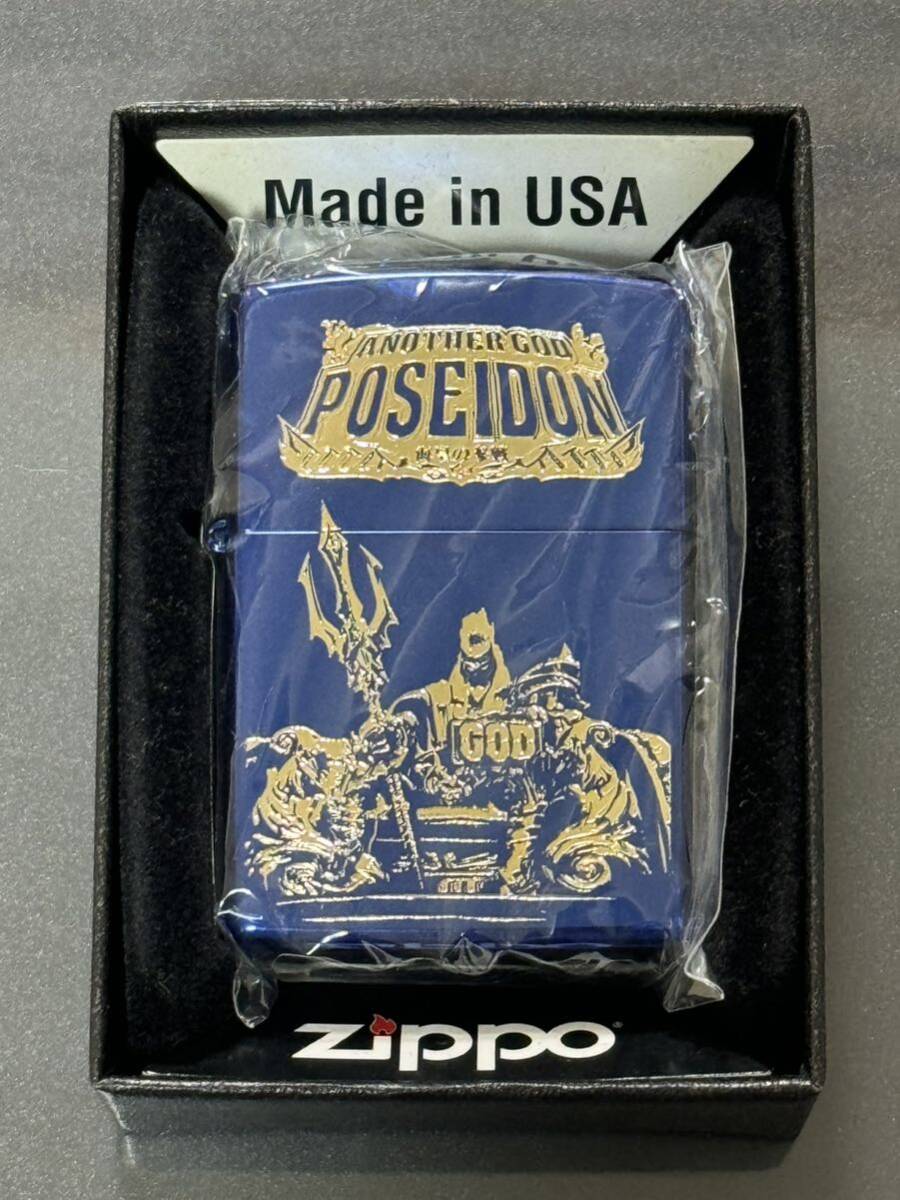 Made in USA
ANOTHER GOD
POSEIDON
GOD
zippo